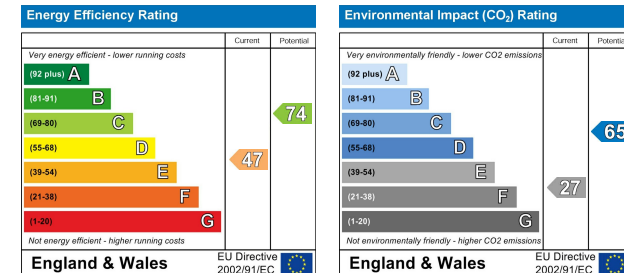 Energy Efficiency Rating
Current Potential
Very energy efficient - lower running costs
(92 plus) A
(81-91) B
(69-80) C
(55-68) D
(39-54) E
(21-38) F
(1-20) G
47
74
Not energy efficient - higher running costs
England & Wales
EU Directive
2002/91/EC
Environmental Impact (CO₂) Rating
Current Potential
Very environmentally friendly - lower CO2 emissions
(92 plus) A
(81-91) B
(69-80) C
(55-68) D
(39-54) E
(21-38) F
(1-20) G
27
65
Not environmentally friendly - higher CO2 emissions
England & Wales
EU Directive
2002/91/EC